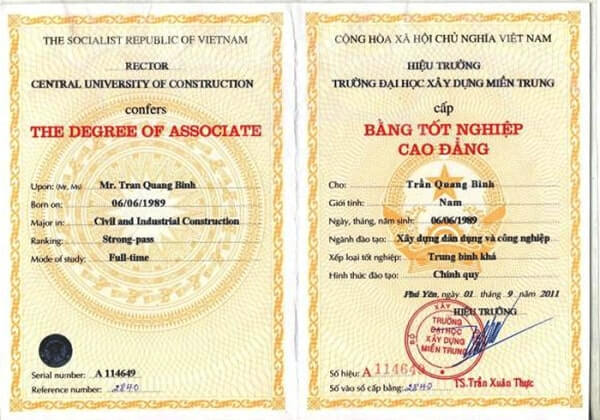 THE SOCIALIST REPUBLIC OF VIETNAM
RECTOR
CENTRAL UNIVERSITY OF CONSTRUCTION
confers
THE DEGREE OF ASSOCIATE
Upon: (Mr, Ms) Mr. Tran Quang Binh
Born on: 06/06/1989
Major in: Civil and Industrial Construction
Ranking: Strong-pass
Mode of study: Full-time
Serial number: A 114649
Reference number: 2840
CỘNG HÒA XÃ HỘI CHỦ NGHĨA VIỆT NAM
HIỆU TRƯỞNG
TRƯỜNG ĐẠI HỌC XÂY DỰNG MIỀN TRUNG
cấp
BẰNG TỐT NGHIỆP
CAO ĐẲNG
Cho: Trần Quang Bình
Giới tính: Nam
Ngày, tháng, năm sinh: 06/06/1989
Ngành đào tạo: Xây dựng dân dụng và công nghiệp
Xếp loại tốt nghiệp: Trung bình khá
Hình thức đào tạo: Chính quy
Phú Yên, ngày 01 tháng 9 năm 2011
HIỆU TRƯỞNG
BỘ XÂY
TRƯỜNG
ĐẠI HỌC
XÂY DỰNG
MIỀN TRUNG
Số hiệu: A 114649
Số vào sổ cấp bằng: 2840
TS. Trần Xuân Thực